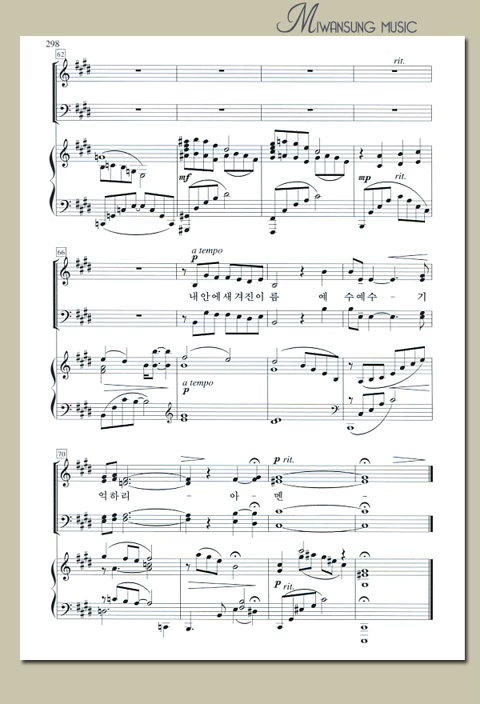 MIWANSUNG MUSIC
298
62
rit.
mf
mp rit.
66
a tempo
p
내안에새겨진이름 예 수예수 - 기
a tempo
p
70
p rit.
억하리 - 아 - 멘 -
p rit.